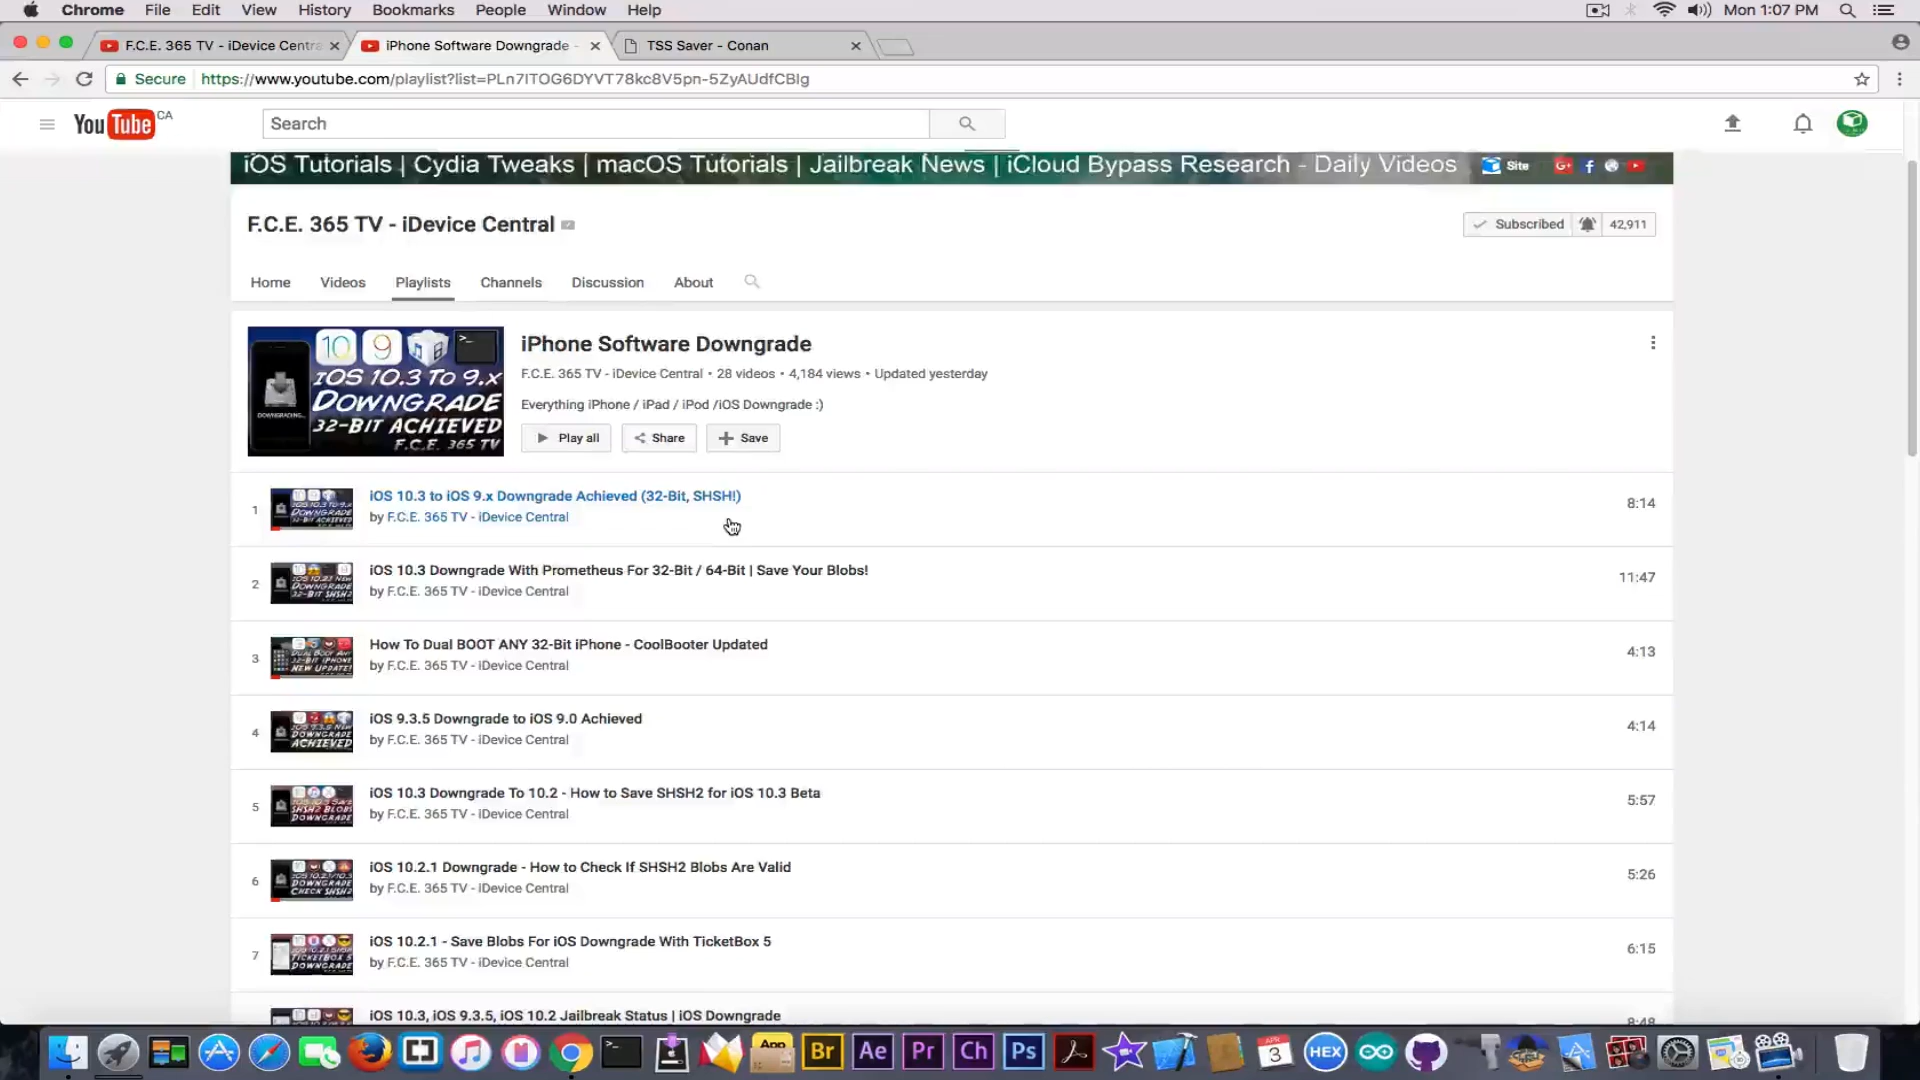 Chrome File Edit View History Bookmarks People Window Help Mon 1:07 PM
F.C.E. 365 TV - iDevice Centra iPhone Software Downgrade - TSS Saver - Conan
Secure https://www.youtube.com/playlist?list=PLn7ITOG6DYVT78kc8V5pn-5ZyAUdfCBIg
YouTube CA Search
iOS Tutorials | Cydia Tweaks | macOS Tutorials | Jailbreak News | iCloud Bypass Research - Daily Videos Site
F.C.E. 365 TV - iDevice Central Subscribed 42,911
Home Videos Playlists Channels Discussion About
10 9
iOS 10.3 To 9.x
Downgrade
32-Bit Achieved
F.C.E. 365 TV
Downgrading...
iPhone Software Downgrade
F.C.E. 365 TV - iDevice Central • 28 videos • 4,184 views • Updated yesterday
Everything iPhone / iPad / iPod /iOS Downgrade :)
Play all Share Save
1 iOS 10.3 to iOS 9.x Downgrade Achieved (32-Bit, SHSH!) 8:14
by F.C.E. 365 TV - iDevice Central
2 iOS 10.3 Downgrade With Prometheus For 32-Bit / 64-Bit | Save Your Blobs! 11:47
by F.C.E. 365 TV - iDevice Central
3 How To Dual BOOT ANY 32-Bit iPhone - CoolBooter Updated 4:13
by F.C.E. 365 TV - iDevice Central
4 iOS 9.3.5 Downgrade to iOS 9.0 Achieved 4:14
by F.C.E. 365 TV - iDevice Central
5 iOS 10.3 Downgrade To 10.2 - How to Save SHSH2 for iOS 10.3 Beta 5:57
by F.C.E. 365 TV - iDevice Central
6 iOS 10.2.1 Downgrade - How to Check If SHSH2 Blobs Are Valid 5:26
by F.C.E. 365 TV - iDevice Central
7 iOS 10.2.1 - Save Blobs For iOS Downgrade With TicketBox 5 6:15
by F.C.E. 365 TV - iDevice Central
iOS 10.3, iOS 9.3.5, iOS 10.2 Jailbreak Status | iOS Downgrade 8:48
App Br Ae Pr Ch Ps APR 3 HEX